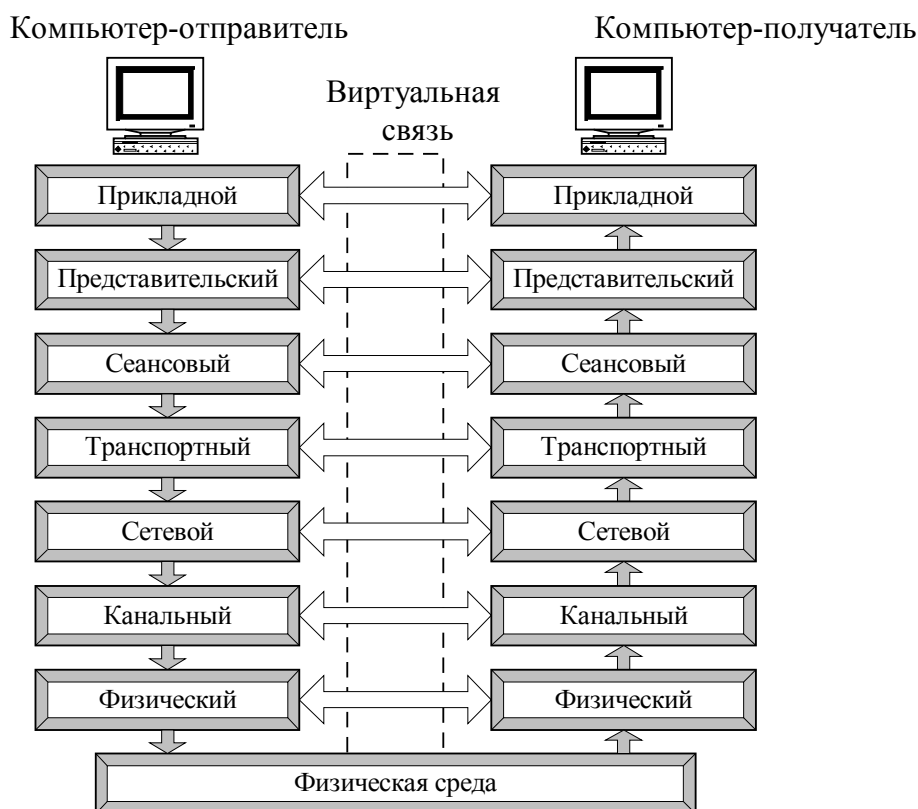 Компьютер-отправитель
Компьютер-получатель
Виртуальная
связь
Прикладной
Прикладной
Представительский
Представительский
Сеансовый
Сеансовый
Транспортный
Транспортный
Сетевой
Сетевой
Канальный
Канальный
Физический
Физический
Физическая среда